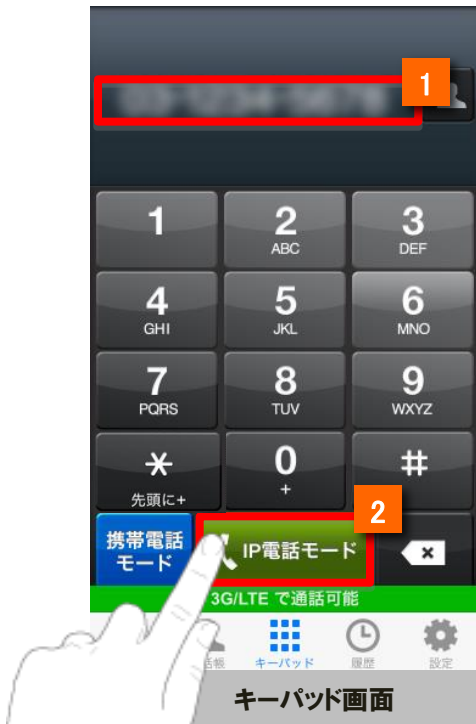 1
1
2
ABC
3
DEF
4
GHI
5
JKL
6
MNO
7
PQRS
8
TUV
9
WXYZ
*
先頭に+
0
+
#
2
携帯電話
モード
IP電話モード
×
3G/LTE で通話可能
キーパッド
履歴
設定
キーパッド画面